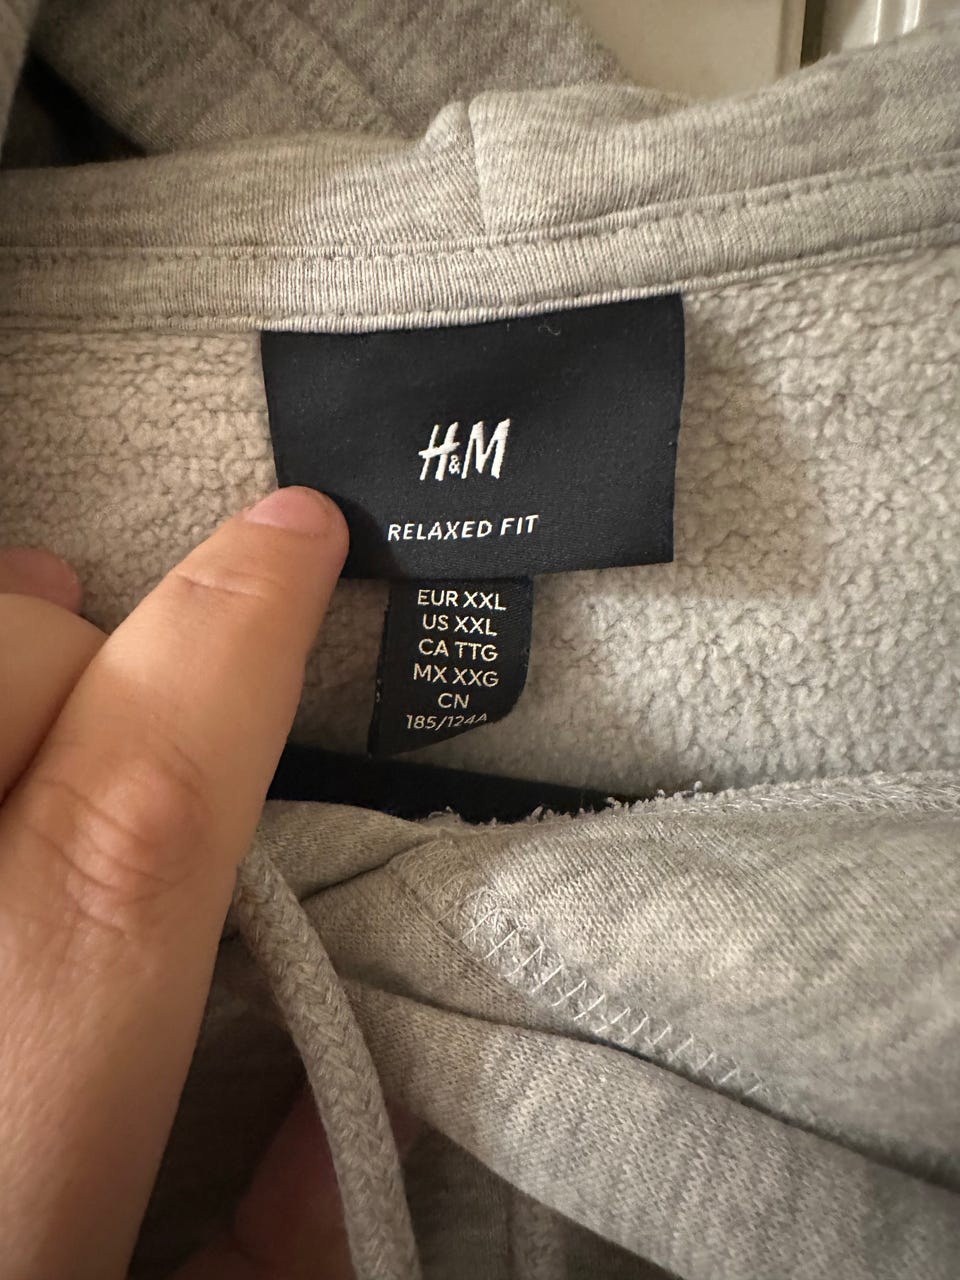 H&M
RELAXED FIT
EUR XXL
US XXL
CA TTG
MX XXG
CN
185/124A